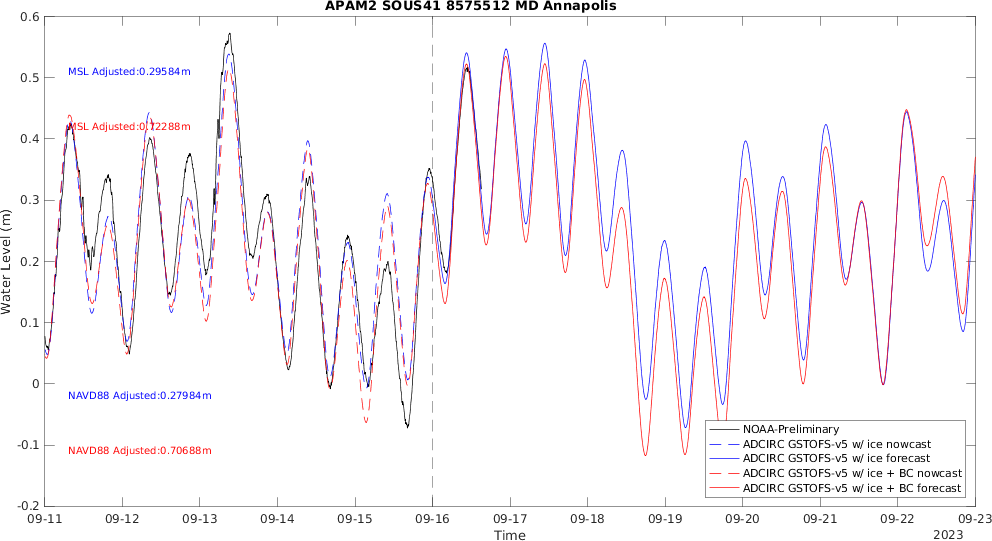 APAM2 SOUS41 8575512 MD Annapolis
0.6
0.5
0.4
0.3
0.2
0.1
0
-0.1
-0.2
Water Level (m)
MSL Adjusted:0.29584m
MSL Adjusted:0.72288m
NAVD88 Adjusted:0.27984m
NAVD88 Adjusted:0.70688m
NOAA-Preliminary
ADCIRC GSTOFS-v5 w/ ice nowcast
ADCIRC GSTOFS-v5 w/ ice forecast
ADCIRC GSTOFS-v5 w/ ice + BC nowcast
ADCIRC GSTOFS-v5 w/ ice + BC forecast
09-11 09-12 09-13 09-14 09-15 09-16 09-17 09-18 09-19 09-20 09-21 09-22 09-23
Time
2023